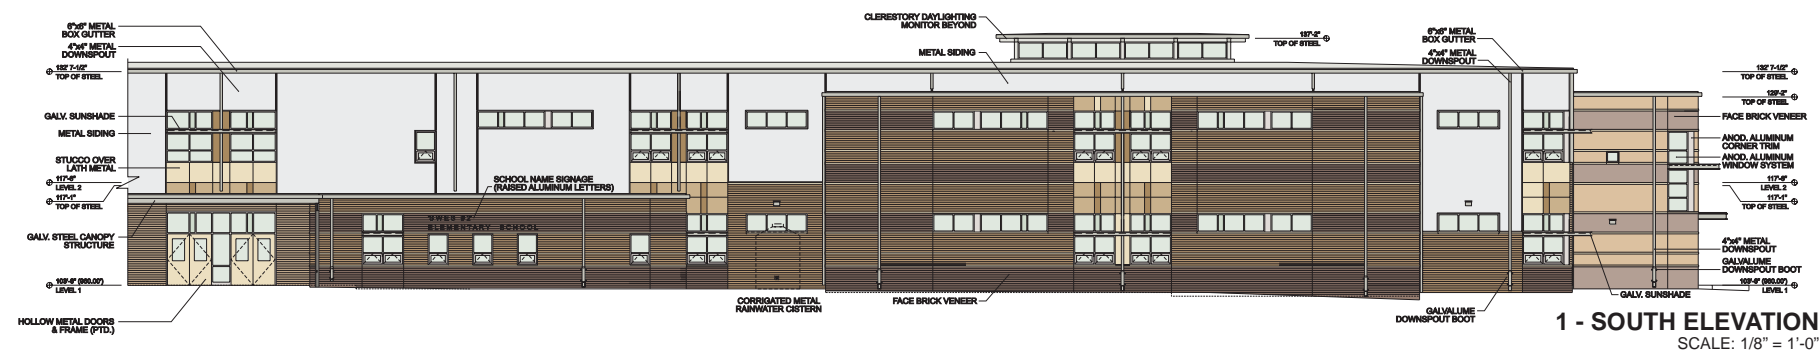 6"x6" METAL
BOX GUTTER
4"x4" METAL
DOWNSPOUT
132' 7-1/2"
TOP OF STEEL
GALV. SUNSHADE
METAL SIDING
STUCCO OVER
LATH METAL
117'-6"
LEVEL 2
117'-1"
TOP OF STEEL
GALV. STEEL CANOPY
STRUCTURE
LEVEL 1
HOLLOW METAL DOORS
& FRAME (PTD.)
SCHOOL NAME SIGNAGE
(RAISED ALUMINUM LETTERS)
ELEMENTARY SCHOOL
CORRIGATED METAL
RAINWATER CISTERN
CLERESTORY DAYLIGHTING
MONITOR BEYOND
METAL SIDING
137'-2"
TOP OF STEEL
FACE BRICK VENEER
6"x6" METAL
BOX GUTTER
4"x4" METAL
DOWNSPOUT
GALVALUME
DOWNSPOUT BOOT
132' 7-1/2"
TOP OF STEEL
129'-2"
TOP OF STEEL
FACE BRICK VENEER
ANOD. ALUMINUM
CORNER TRIM
ANOD. ALUMINUM
WINDOW SYSTEM
117'-6"
LEVEL 2
117'-1"
TOP OF STEEL
4"x4" METAL
DOWNSPOUT
GALVALUME
DOWNSPOUT BOOT
LEVEL 1
GALV. SUNSHADE
1 - SOUTH ELEVATION
SCALE: 1/8" = 1'-0"